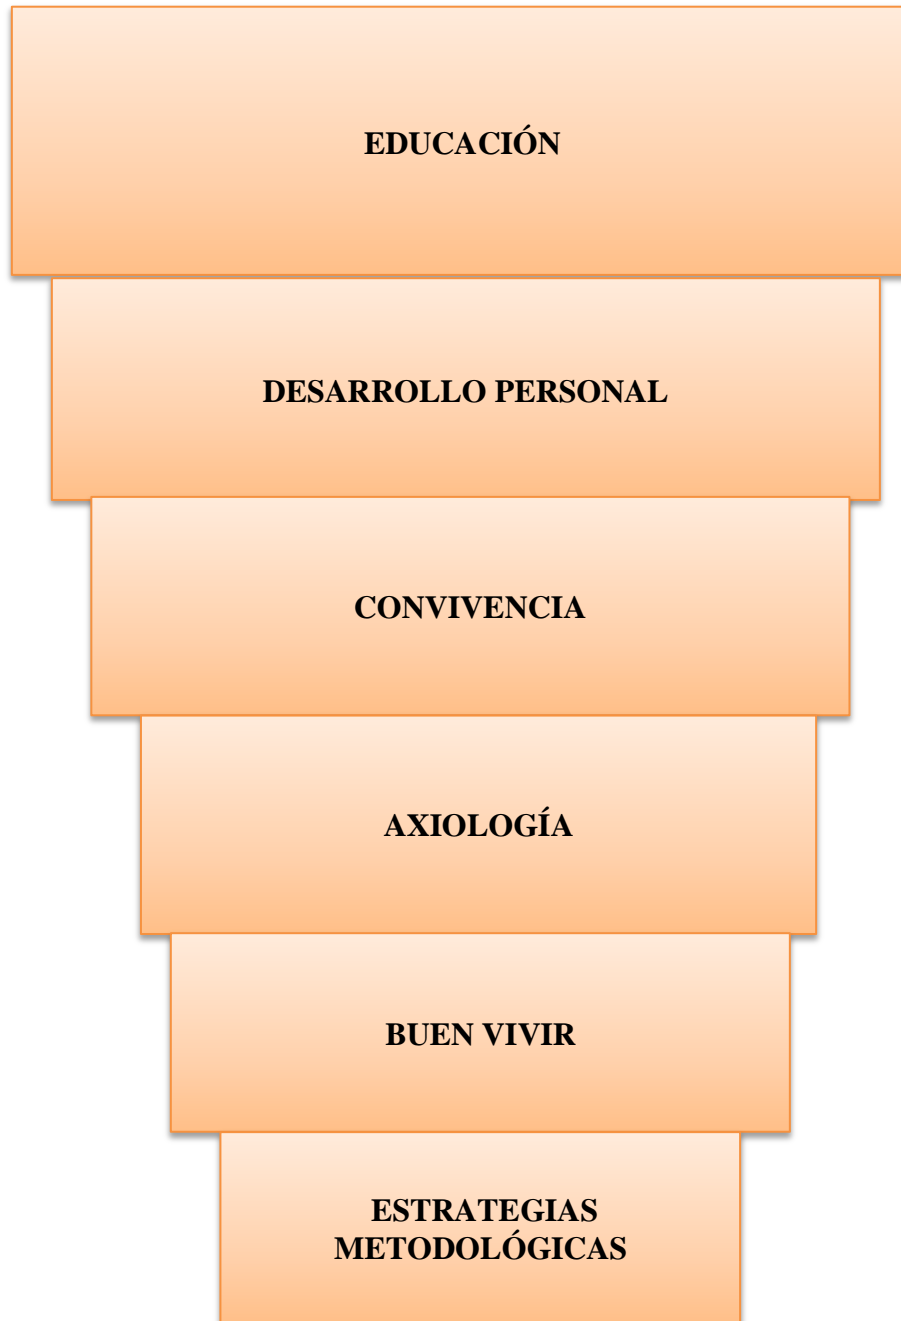 EDUCACIÓN
DESARROLLO PERSONAL
CONVIVENCIA
AXIOLOGÍA
BUEN VIVIR
ESTRATEGIAS
METODOLÓGICAS